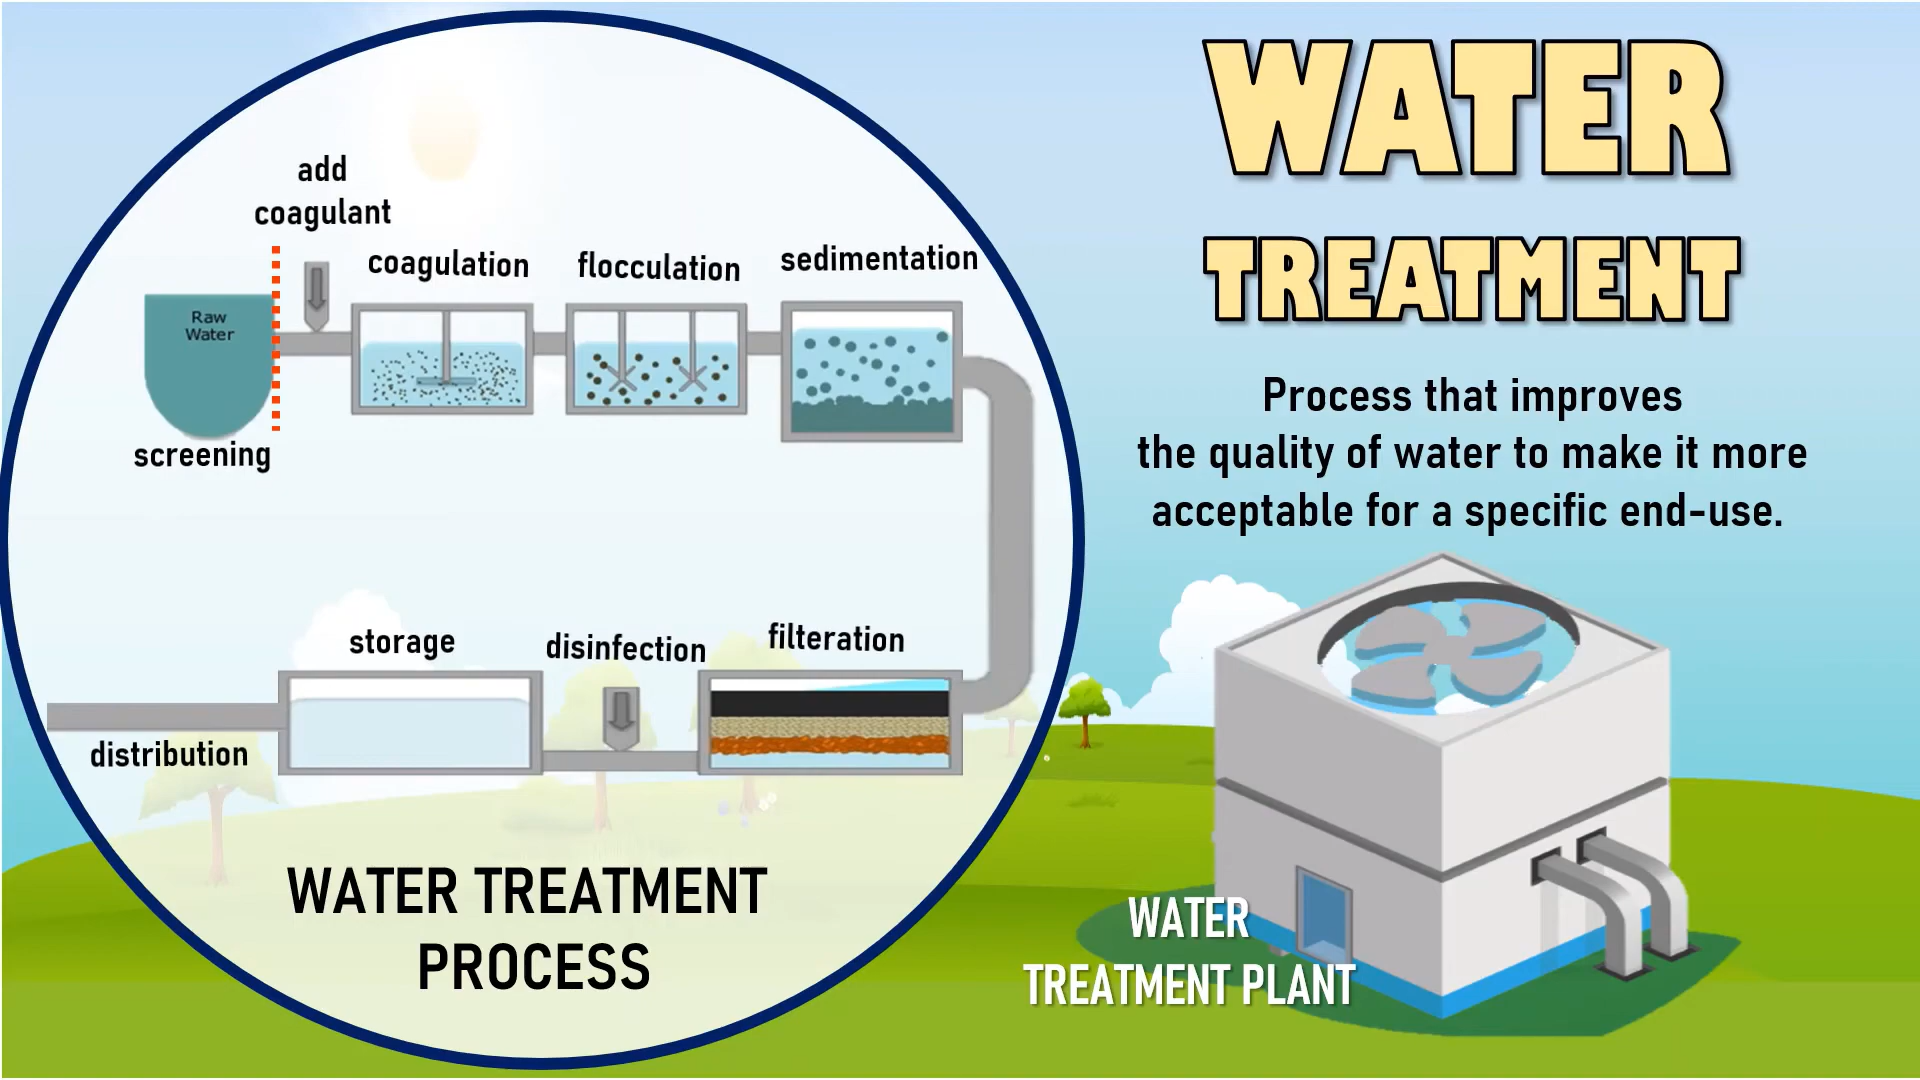 WATER
TREATMENT
Process that improves
the quality of water to make it more
acceptable for a specific end-use.
add
coagulant
coagulation
flocculation
sedimentation
Raw
Water
screening
storage
disinfection
filteration
distribution
WATER TREATMENT
PROCESS
WATER
TREATMENT PLANT